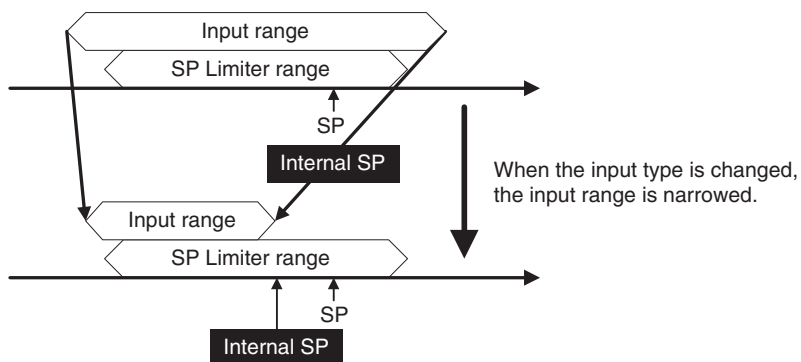 Input range
SP Limiter range
SP
Internal SP
When the input type is changed,
the input range is narrowed.
Input range
SP Limiter range
SP
Internal SP